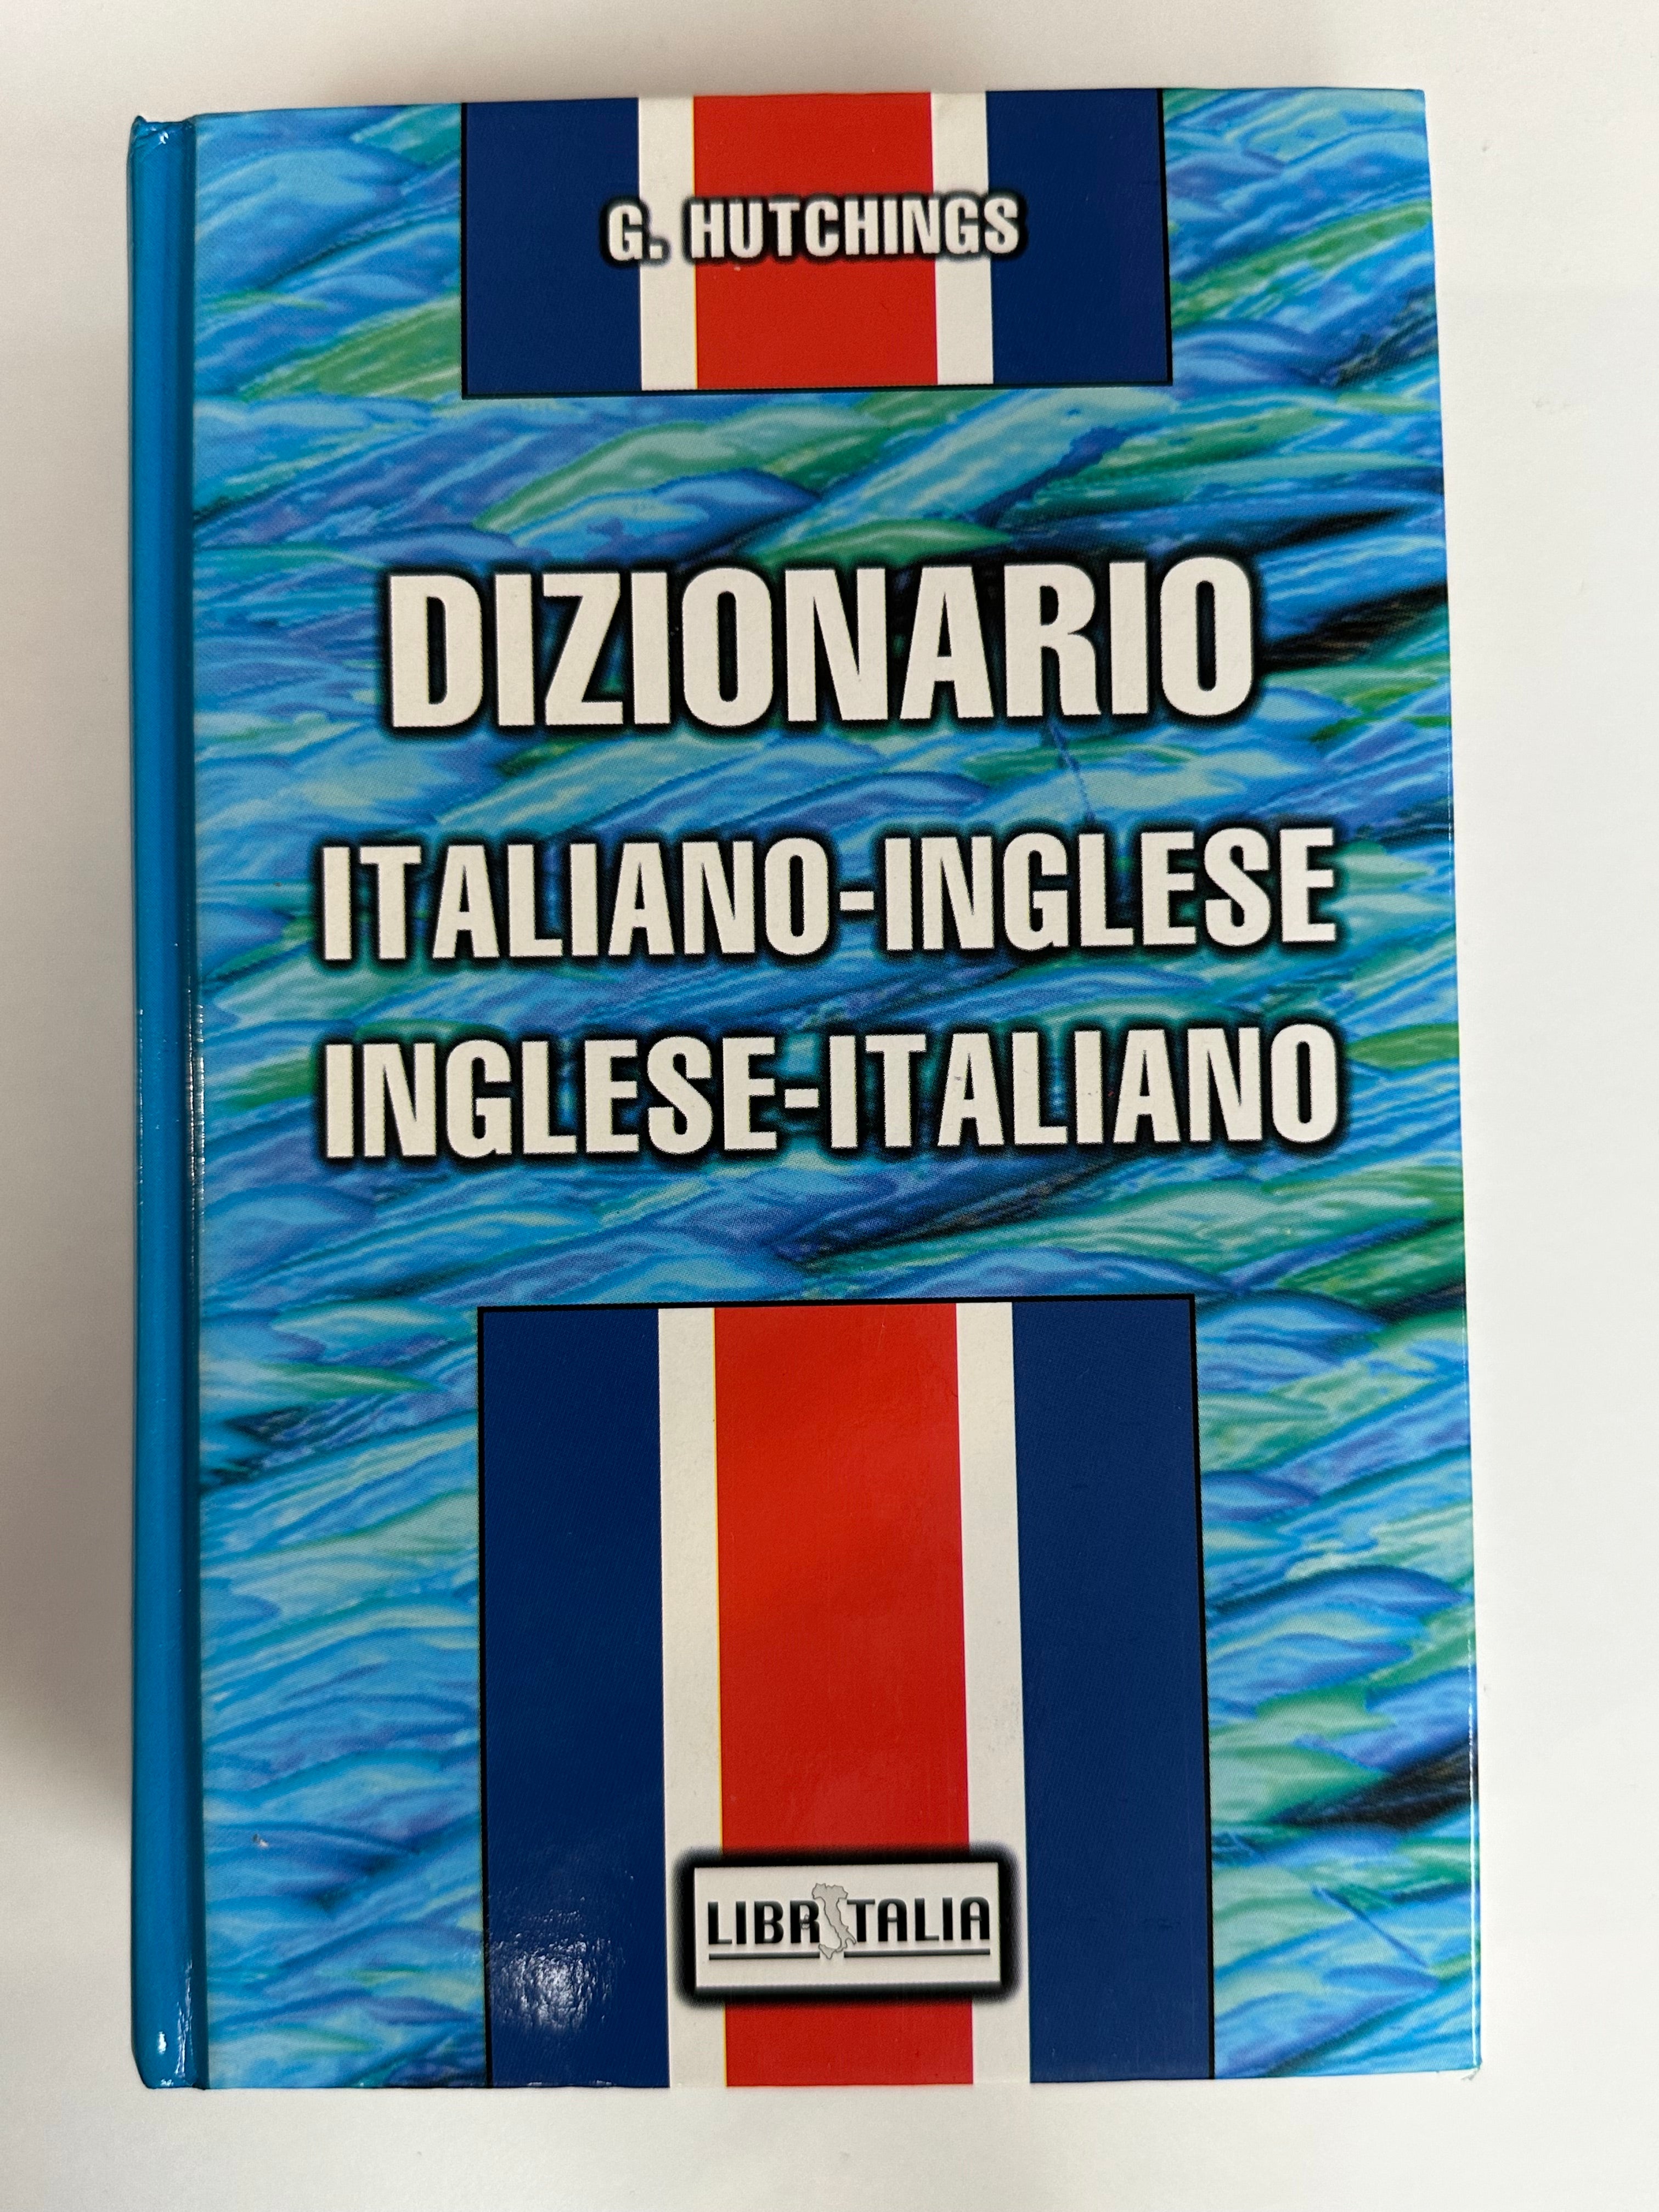 G. HUTCHINGS
DIZIONARIO
ITALIANO-INGLESE
INGLESE-ITALIANO
LIBRITALIA